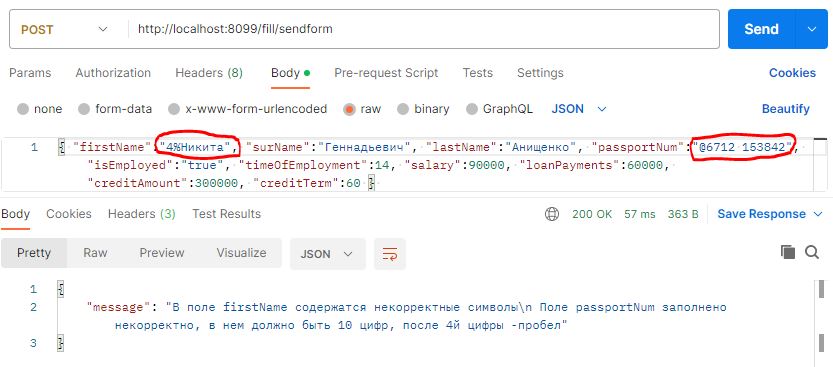 POST http://localhost:8099/fill/sendform Send
Params Authorization Headers (8) Body Pre-request Script Tests Settings Cookies
none form-data x-www-form-urlencoded raw binary GraphQL JSON Beautify
1 { "firstName":"4%Никита", "surName":"Геннадьевич", "lastName":"Анищенко", "passportNum":"@6712 153842",
"isEmployed":"true", "timeOfEmployment":14, "salary":90000, "loanPayments":60000,
"creditAmount":300000, "creditTerm":60 }
Body Cookies Headers (3) Test Results 200 OK 57 ms 363 B Save Response
Pretty Raw Preview Visualize JSON
1 {
2 "message": "В поле firstName содержатся некорректные символы\n Поле passportNum заполнено
некорректно, в нем должно быть 10 цифр, после 4й цифры -пробел"
3 }